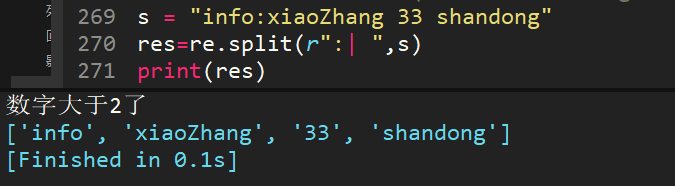 269 s = "info:xiaoZhang 33 shandong"
270 res=re.split(r":| ",s)
271 print(res)
数字大于2了
['info', 'xiaoZhang', '33', 'shandong']
[Finished in 0.1s]